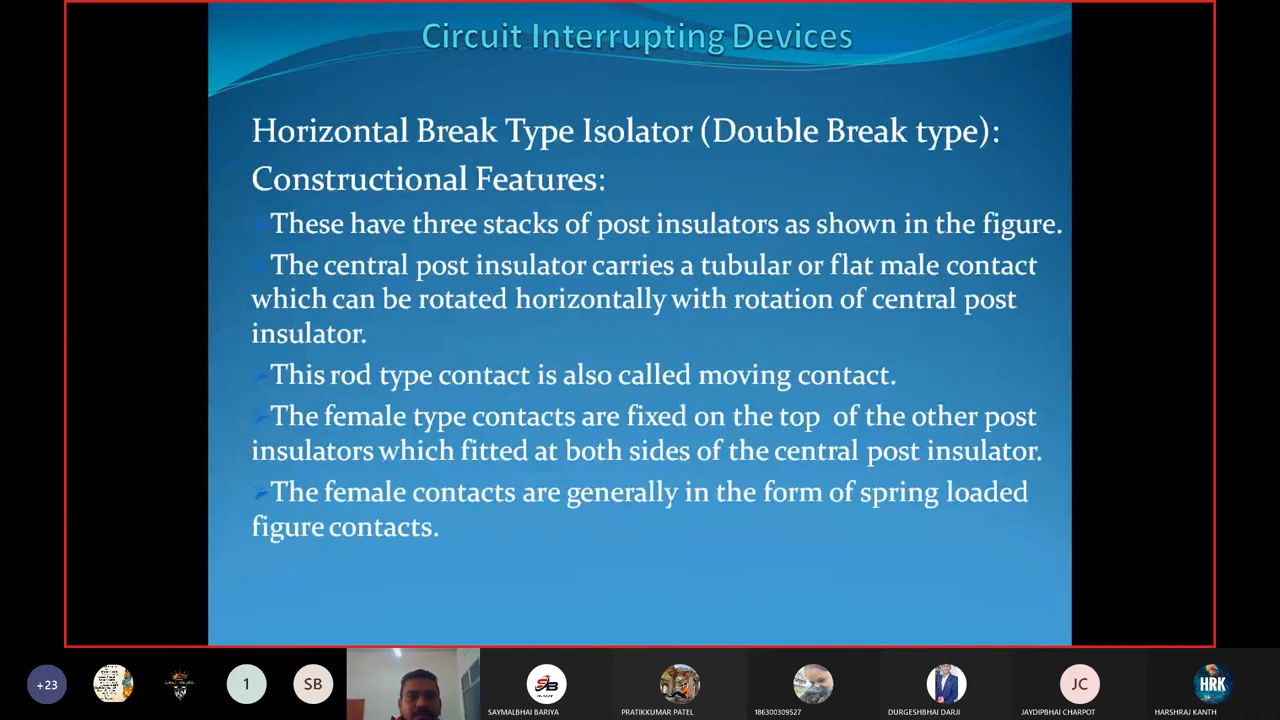 Circuit Interrupting Devices
Horizontal Break Type Isolator (Double Break type):
Constructional Features:
These have three stacks of post insulators as shown in the figure.
The central post insulator carries a tubular or flat male contact
which can be rotated horizontally with rotation of central post
insulator.
This rod type contact is also called moving contact.
The female type contacts are fixed on the top of the other post
insulators which fitted at both sides of the central post insulator.
The female contacts are generally in the form of spring loaded
figure contacts.
+23
1
SB
SAYMALBHAI BARIYA
PRATIKKUMAR PATEL
186300309527
DURGESHBHAI DARJI
JC
JAYDIPBHAI CHARPOT
HRK
HARSHRAJ KANTH